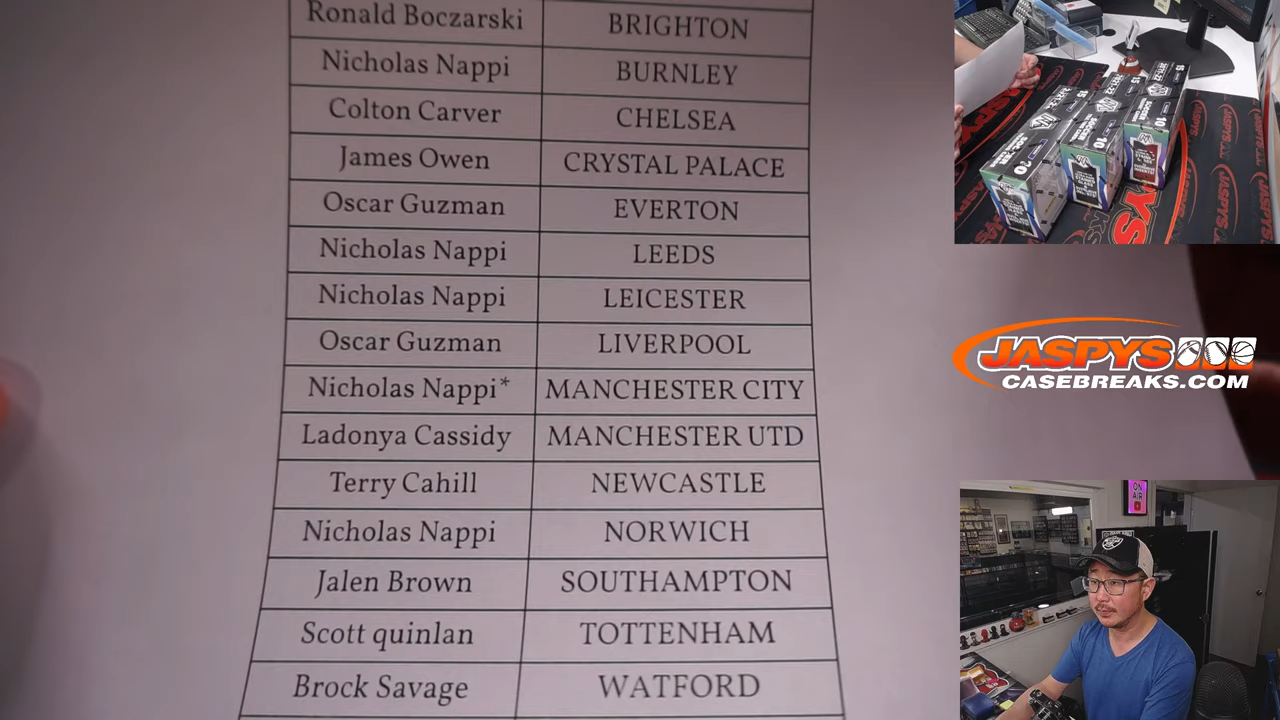 Ronald Boczarski BRIGHTON
Nicholas Nappi BURNLEY
Colton Carver CHELSEA
James Owen CRYSTAL PALACE
Oscar Guzman EVERTON
Nicholas Nappi LEEDS
Nicholas Nappi LEICESTER
Oscar Guzman LIVERPOOL
Nicholas Nappi* MANCHESTER CITY
Ladonya Cassidy MANCHESTER UTD
Terry Cahill NEWCASTLE
Nicholas Nappi NORWICH
Jalen Brown SOUTHAMPTON
Scott quinlan TOTTENHAM
Brock Savage WATFORD
JASPYS
CASEBREAKS.COM
ON
AIR